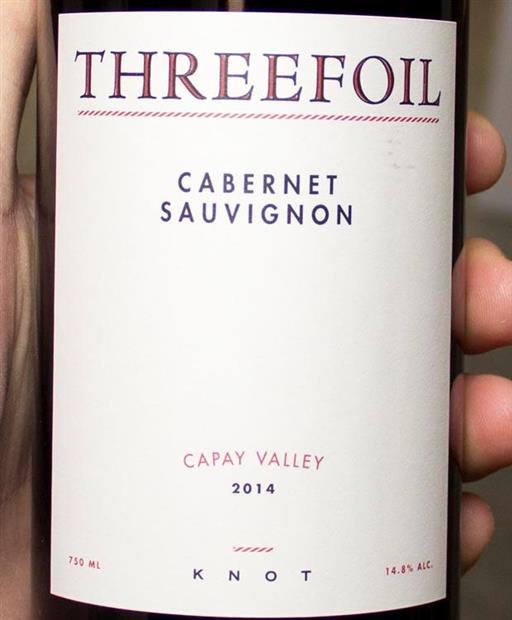 THREEFOIL
CABERNET
SAUVIGNON
CAPAY VALLEY
2014
750 ML
KNOT
14.8% ALC.